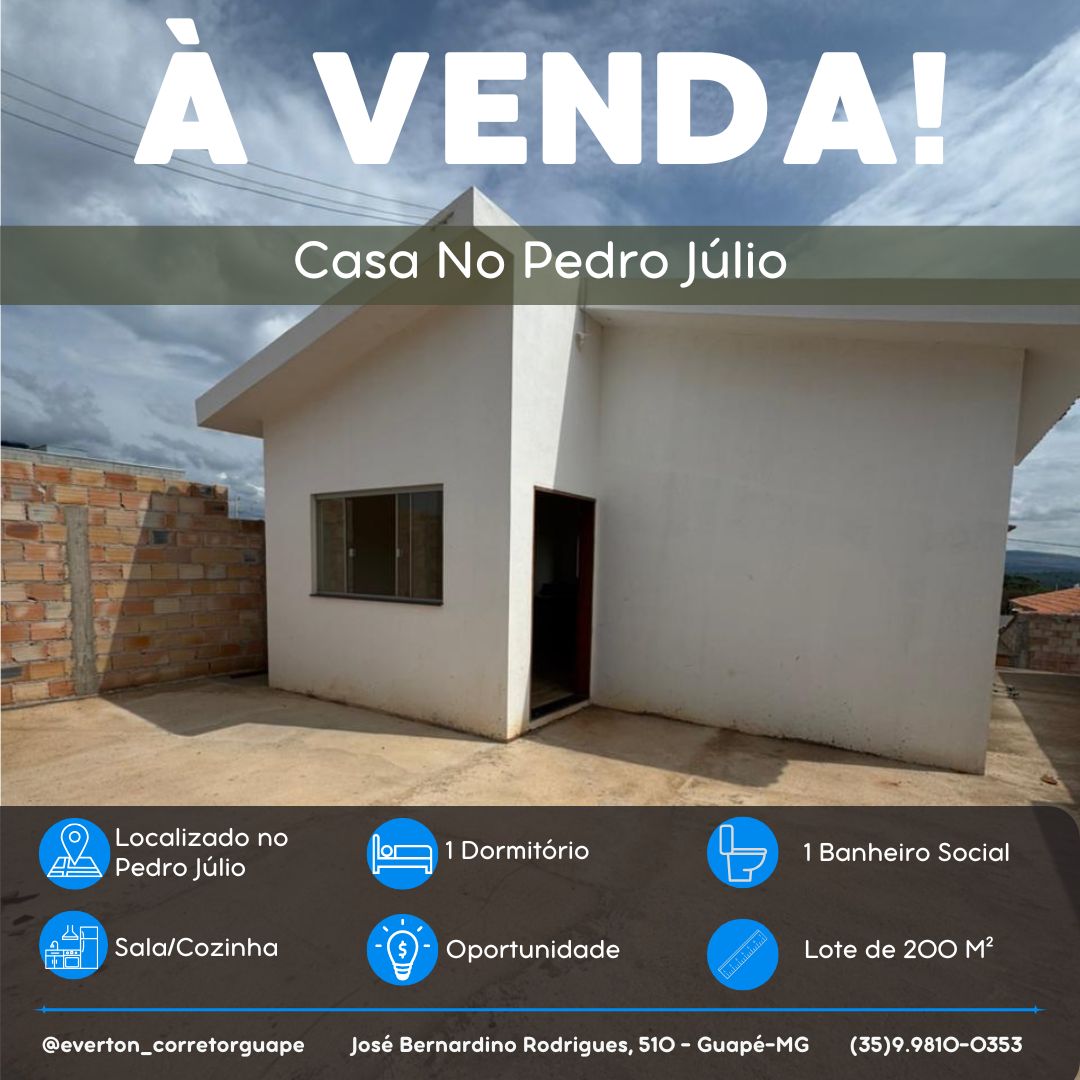 À VENDA!
Casa No Pedro Júlio
Localizado no
Pedro Júlio
1 Dormitório
1 Banheiro Social
Sala/Cozinha
Oportunidade
Lote de 200 M²
@everton_corretorguape
José Bernardino Rodrigues, 510 - Guapé-MG
(35)9.9810-0353